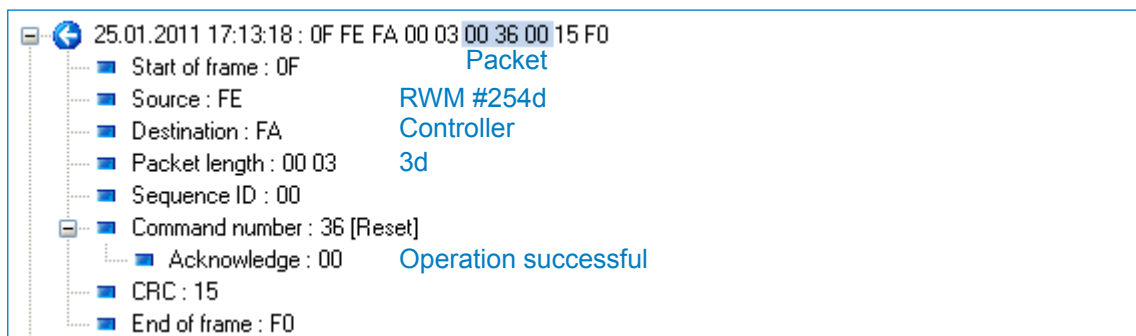 25.01.2011 17:13:18 : 0F FE FA 00 03 00 36 00 15 F0
Packet
Start of frame : 0F
Source : FE RWM #254d
Destination : FA Controller
Packet length : 00 03 3d
Sequence ID : 00
Command number : 36 [Reset]
Acknowledge : 00 Operation successful
CRC : 15
End of frame : F0